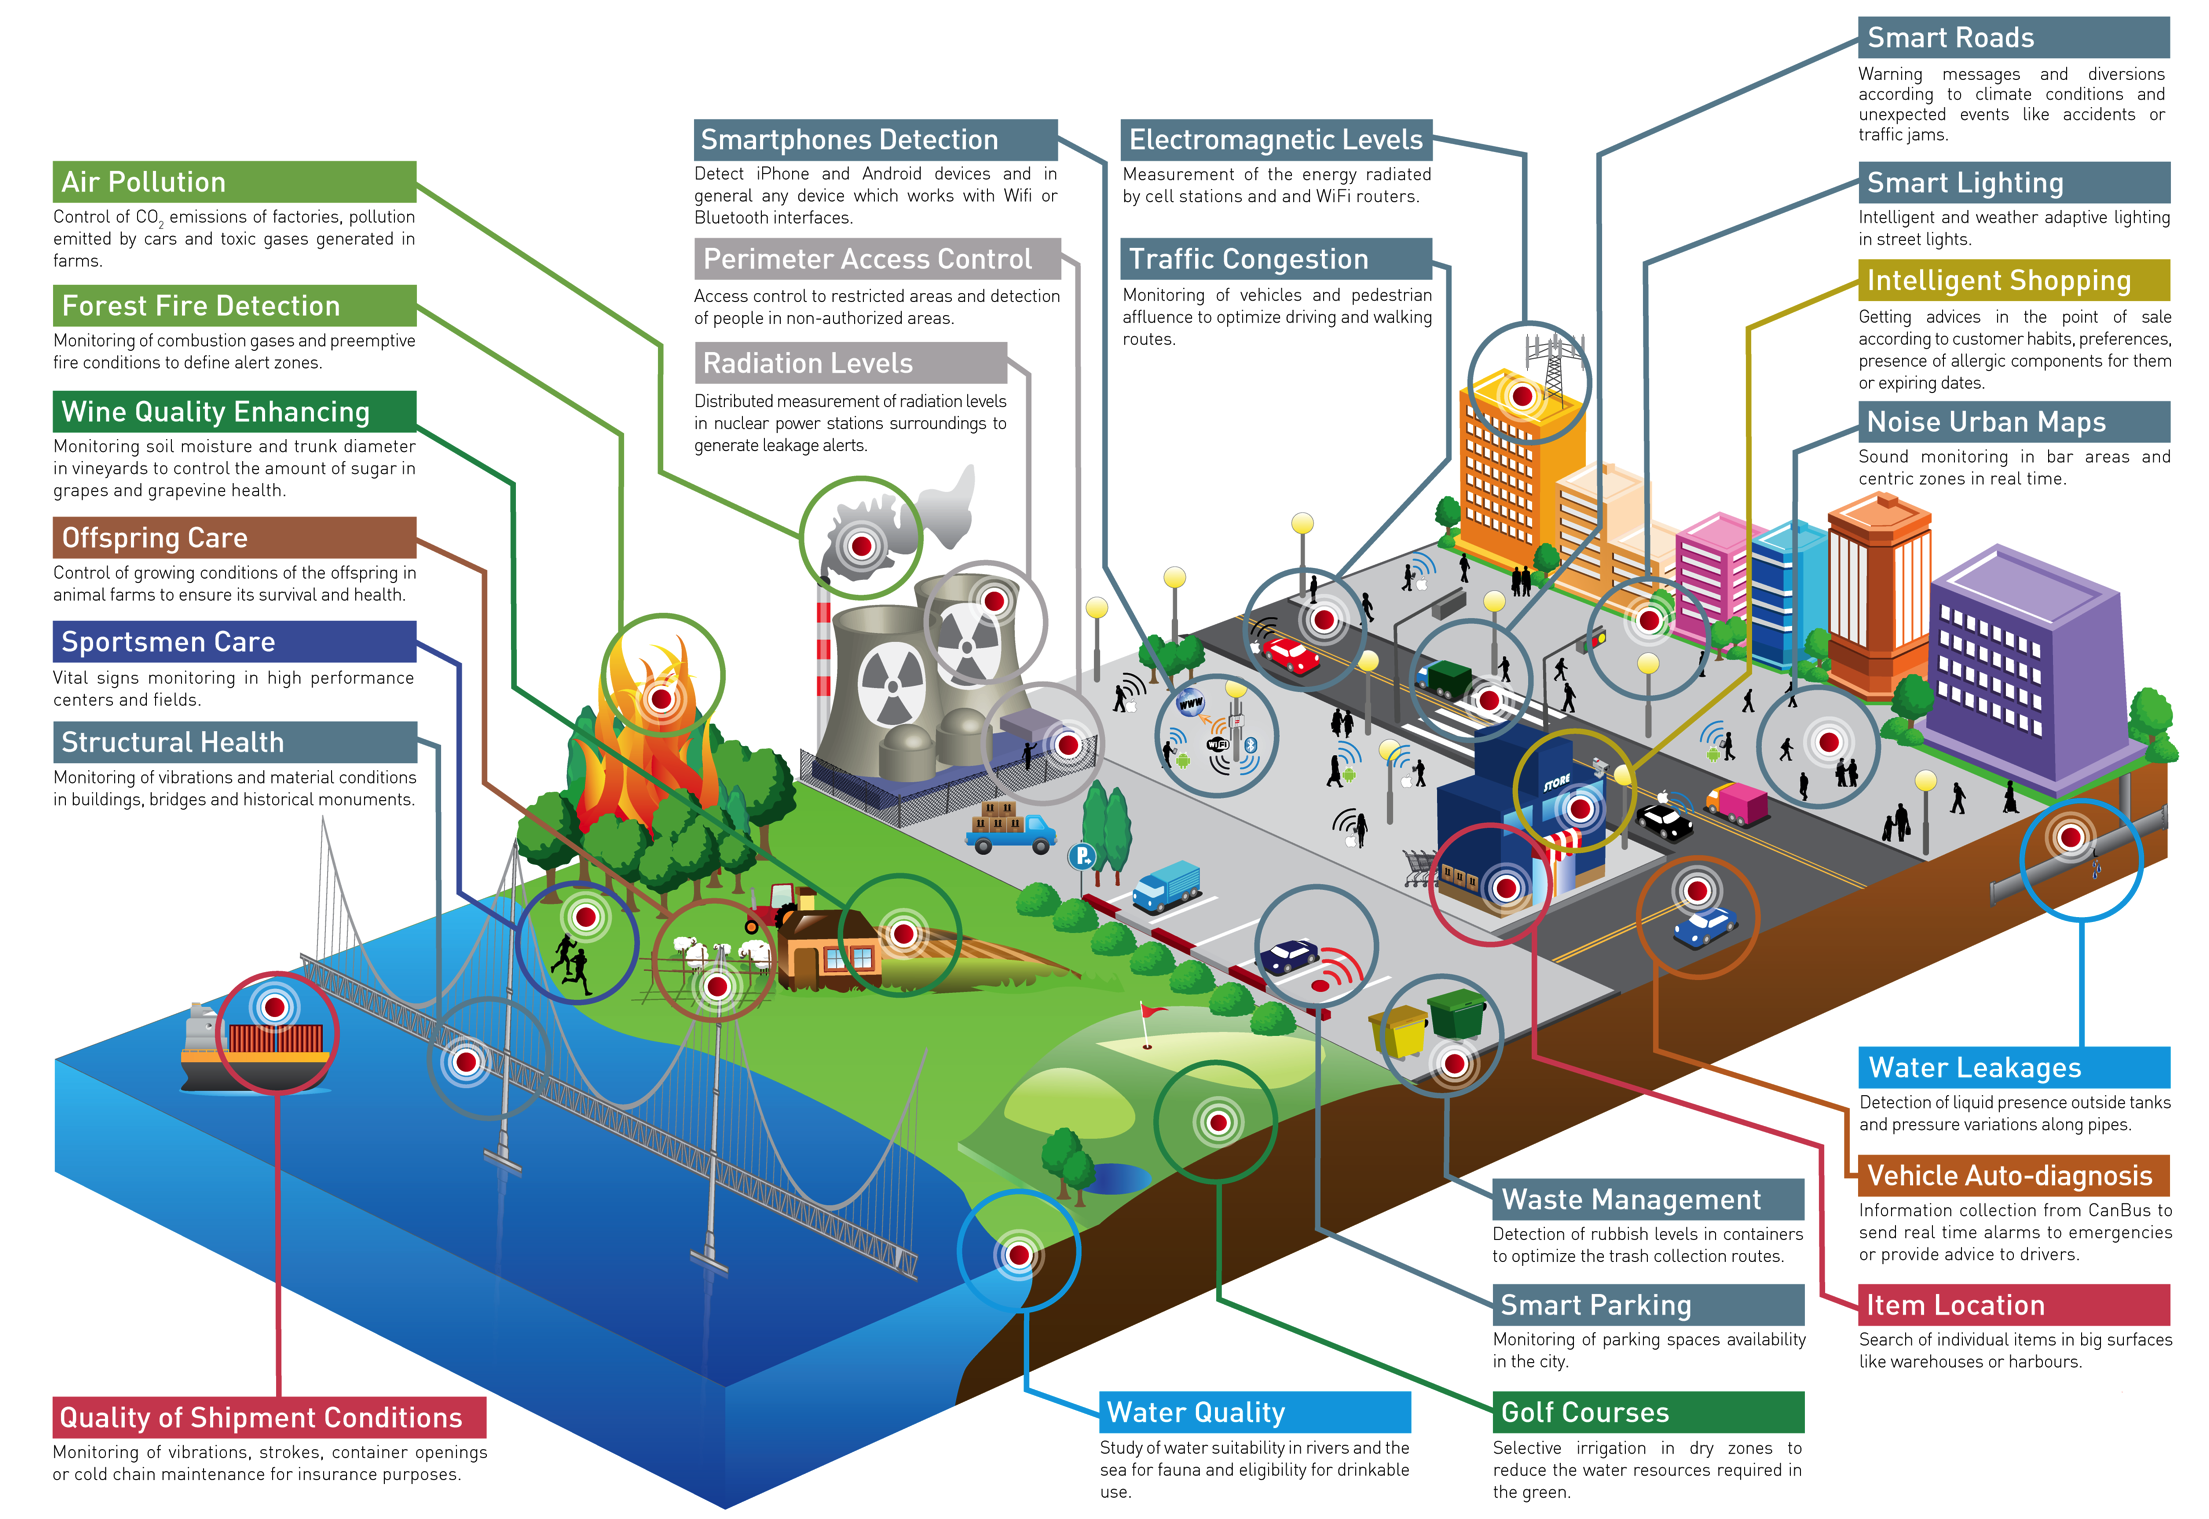 Air Pollution
Control of CO2 emissions of factories, pollution
emitted by cars and toxic gases generated in
farms.
Forest Fire Detection
Monitoring of combustion gases and preemptive
fire conditions to define alert zones.
Wine Quality Enhancing
Monitoring soil moisture and trunk diameter
in vineyards to control the amount of sugar in
grapes and grapevine health.
Offspring Care
Control of growing conditions of the offspring in
animal farms to ensure its survival and health.
Sportsmen Care
Vital signs monitoring in high performance
centers and fields.
Structural Health
Monitoring of vibrations and material conditions
in buildings, bridges and historical monuments.
Quality of Shipment Conditions
Monitoring of vibrations, strokes, container openings
or cold chain maintenance for insurance purposes.
Smartphones Detection
Detect iPhone and Android devices and in
general any device which works with Wifi or
Bluetooth interfaces.
Perimeter Access Control
Access control to restricted areas and detection
of people in non-authorized areas.
Radiation Levels
Distributed measurement of radiation levels
in nuclear power stations surroundings to
generate leakage alerts.
Electromagnetic Levels
Measurement of the energy radiated
by cell stations and and WiFi routers.
Traffic Congestion
Monitoring of vehicles and pedestrian
affluence to optimize driving and walking
routes.
Smart Roads
Warning messages and diversions
according to climate conditions and
unexpected events like accidents or
traffic jams.
Smart Lighting
Intelligent and weather adaptive lighting
in street lights.
Intelligent Shopping
Getting advices in the point of sale
according to customer habits, preferences,
presence of allergic components for them
or expiring dates.
Noise Urban Maps
Sound monitoring in bar areas and
centric zones in real time.
WWW
WiFi
STORE
P
Water Leakages
Detection of liquid presence outside tanks
and pressure variations along pipes.
Vehicle Auto-diagnosis
Information collection from CanBus to
send real time alarms to emergencies
or provide advice to drivers.
Item Location
Search of individual items in big surfaces
like warehouses or harbours.
Waste Management
Detection of rubbish levels in containers
to optimize the trash collection routes.
Smart Parking
Monitoring of parking spaces availability
in the city.
Golf Courses
Selective irrigation in dry zones to
reduce the water resources required in
the green.
Water Quality
Study of water suitability in rivers and the
sea for fauna and eligibility for drinkable
use.